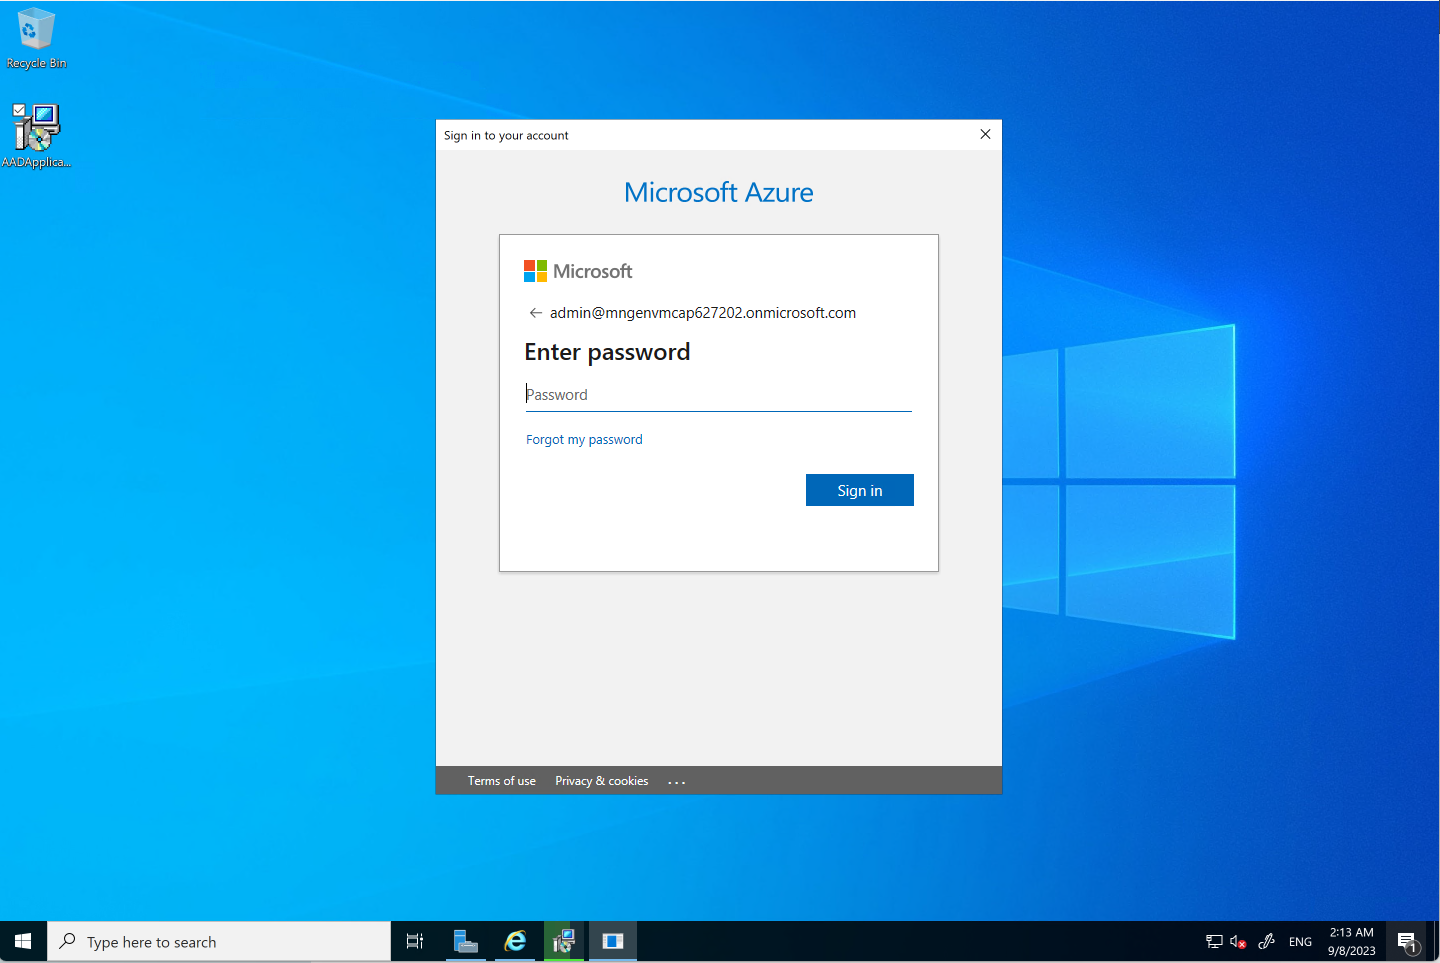 Recycle Bin
AADApplica...
Sign in to your account
Microsoft Azure
Microsoft
admin@mngenvmcap627202.onmicrosoft.com
Enter password
Password
Forgot my password
Sign in
Terms of use
Privacy & cookies
...
Type here to search
ENG
2:13 AM
9/8/2023
1